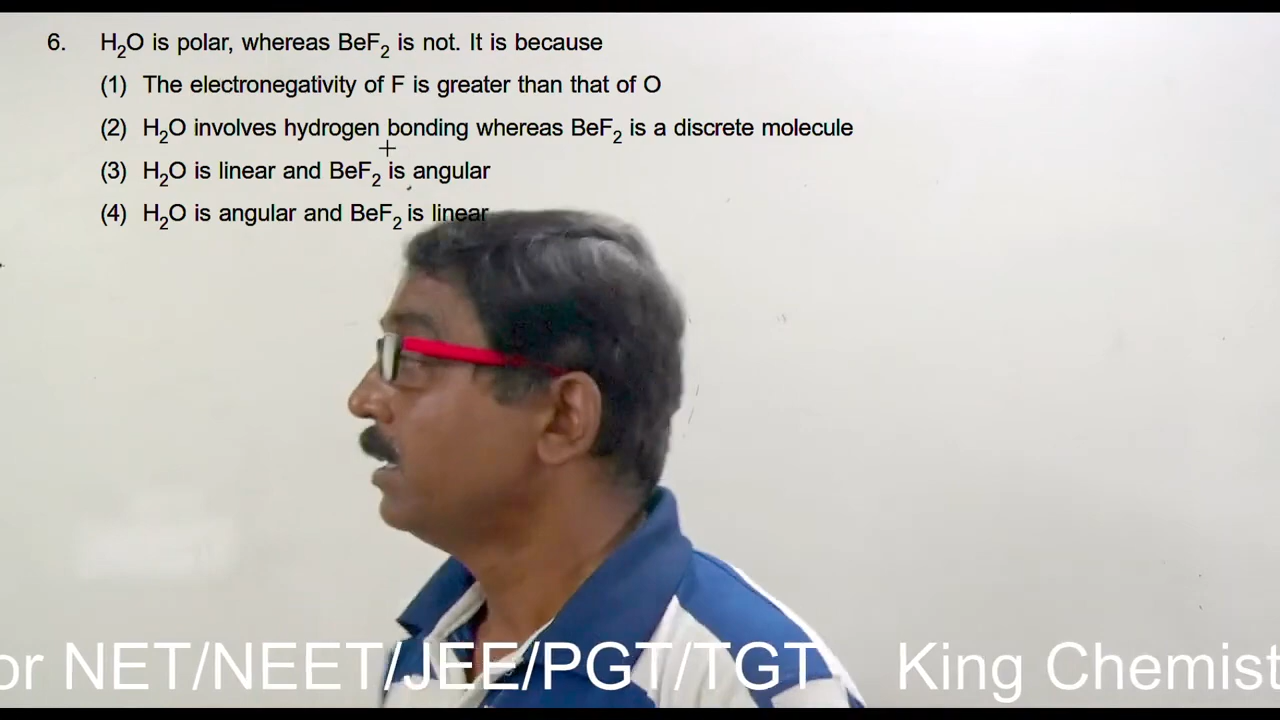 6. H₂O is polar, whereas BeF₂ is not. It is because
(1) The electronegativity of F is greater than that of O
(2) H₂O involves hydrogen bonding whereas BeF₂ is a discrete molecule
(3) H₂O is linear and BeF₂ is angular
(4) H₂O is angular and BeF₂ is linear
or NET/NEET/JEE/PGT/TGT King Chemist